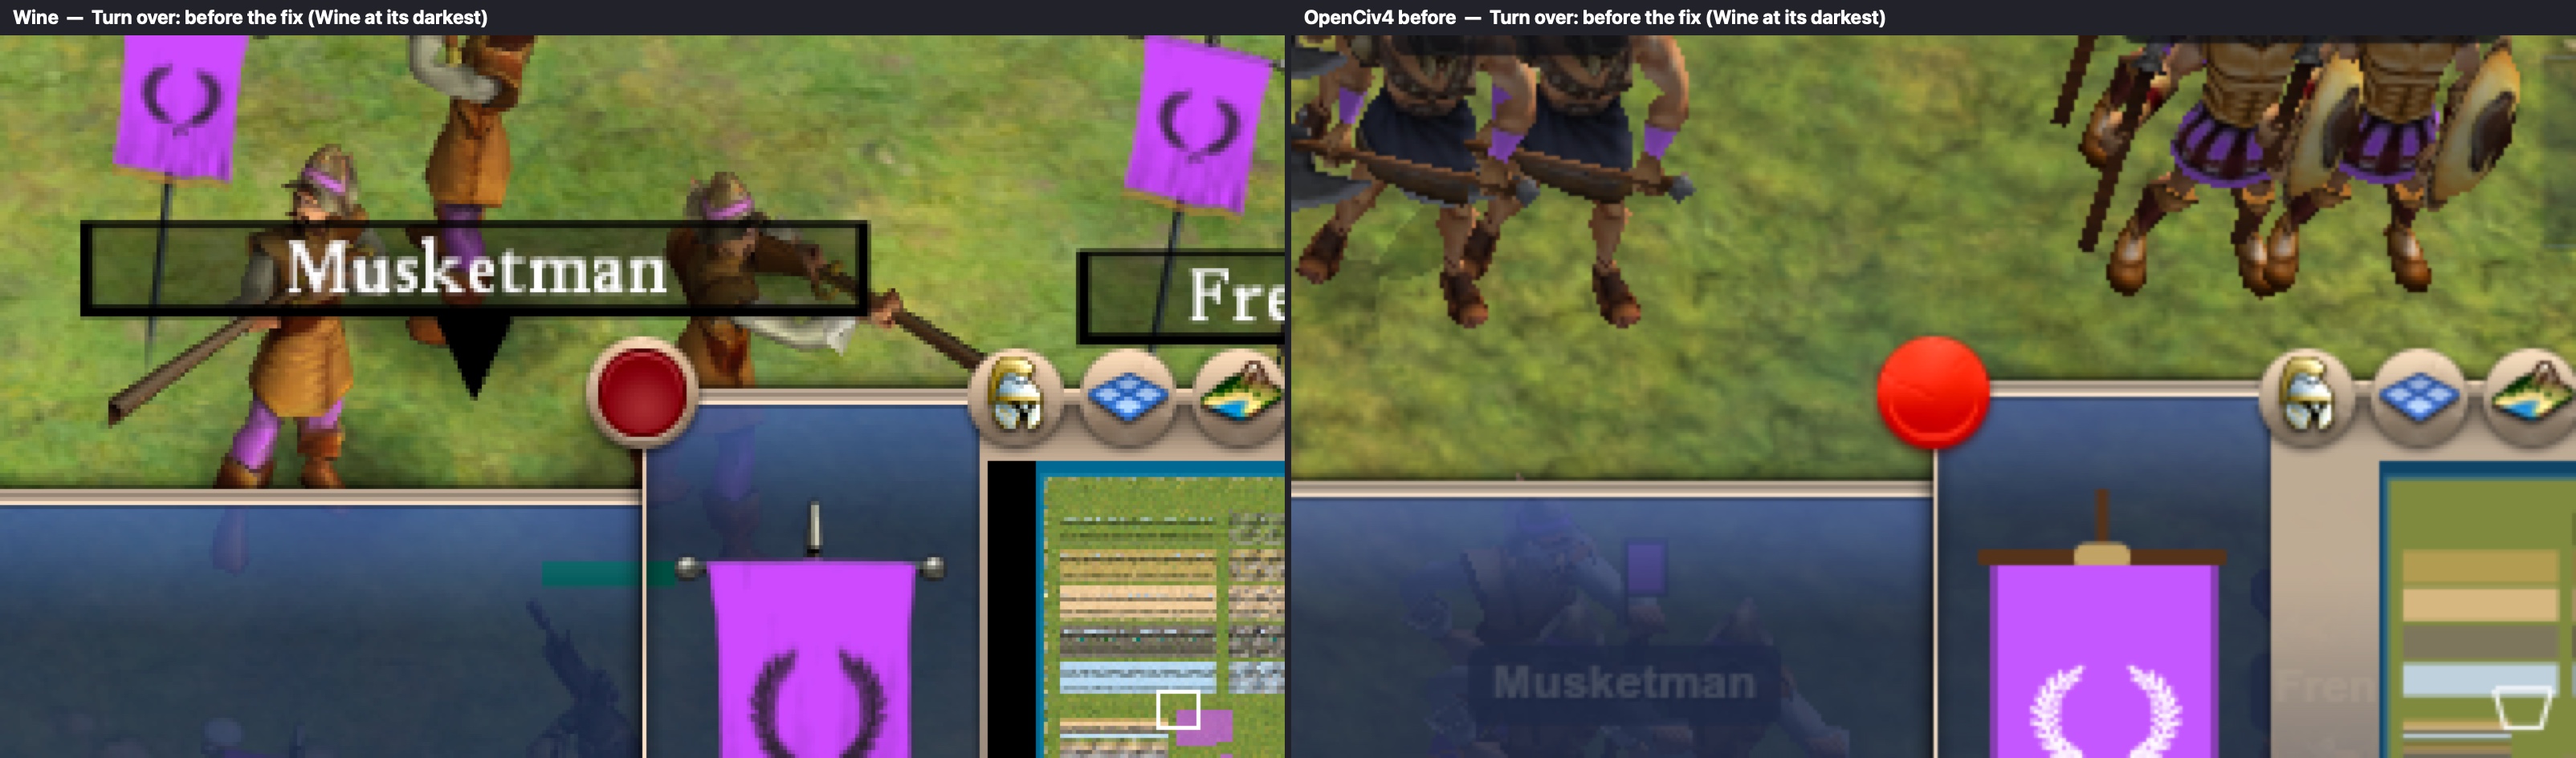 Wine — Turn over: before the fix (Wine at its darkest)
OpenCiv4 before — Turn over: before the fix (Wine at its darkest)
Musketman
Fre
Musketman
Fren